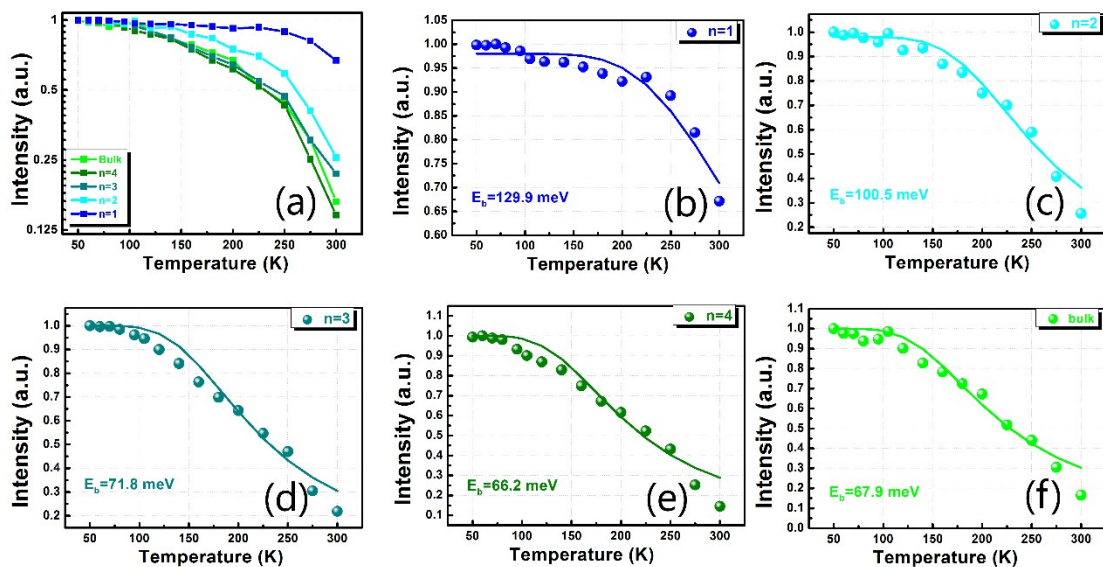 1
0.5
0.25
0.125
Intensity (a.u.)
Bulk
n=4
n=3
n=2
n=1
(a)
50 100 150 200 250 300
Temperature (K)
1.05
1.00
0.95
0.90
0.85
0.80
0.75
0.70
0.65
0.60
Intensity (a.u.)
n=1
E_b=129.9 meV
(b)
50 100 150 200 250 300
Temperature (K)
1.1
1.0
0.9
0.8
0.7
0.6
0.5
0.4
0.3
0.2
Intensity (a.u.)
n=2
E_b=100.5 meV
(c)
50 100 150 200 250 300
Temperature (K)
1.1
1.0
0.9
0.8
0.7
0.6
0.5
0.4
0.3
0.2
Intensity (a.u.)
n=3
E_b=71.8 meV
(d)
50 100 150 200 250 300
Temperature (K)
1.1
1.0
0.9
0.8
0.7
0.6
0.5
0.4
0.3
0.2
0.1
Intensity (a.u.)
n=4
E_b=66.2 meV
(e)
50 100 150 200 250 300
Temperature (K)
1.1
1.0
0.9
0.8
0.7
0.6
0.5
0.4
0.3
0.2
0.1
0.0
Intensity (a.u.)
bulk
E_b=67.9 meV
(f)
50 100 150 200 250 300
Temperature (K)